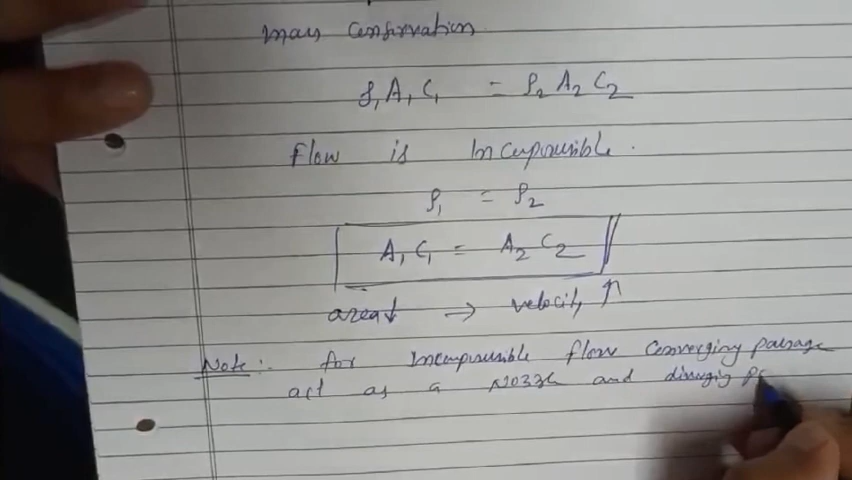 mass conservation
ρ₁A₁C₁ = ρ₂A₂C₂
Flow is Incompressible.
ρ₁ = ρ₂
A₁C₁ = A₂C₂
area↓ → velocity ↑
Note:- for Incompressible flow converging passage
act as a Nozzle and diverging